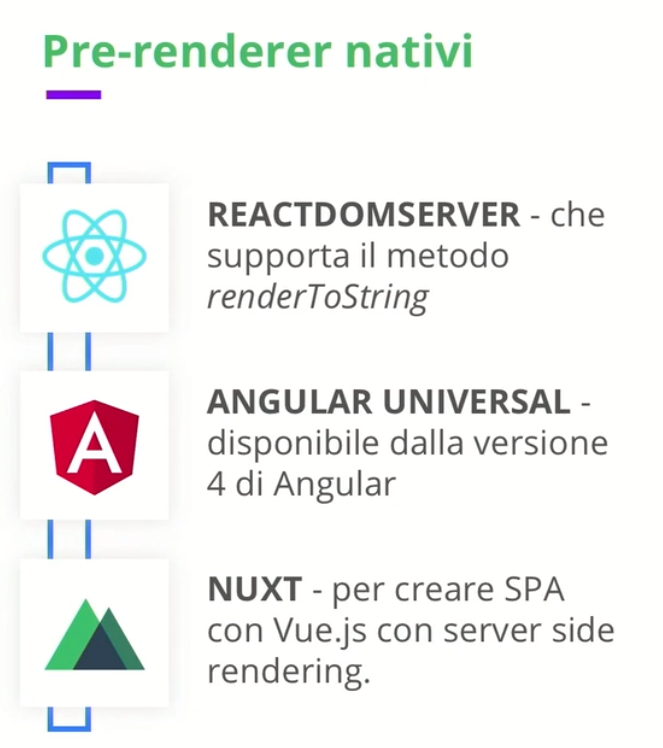 Pre-renderer nativi
REACTDOMSERVER - che
supporta il metodo
renderToString
ANGULAR UNIVERSAL -
disponibile dalla versione
4 di Angular
NUXT - per creare SPA
con Vue.js con server side
rendering.